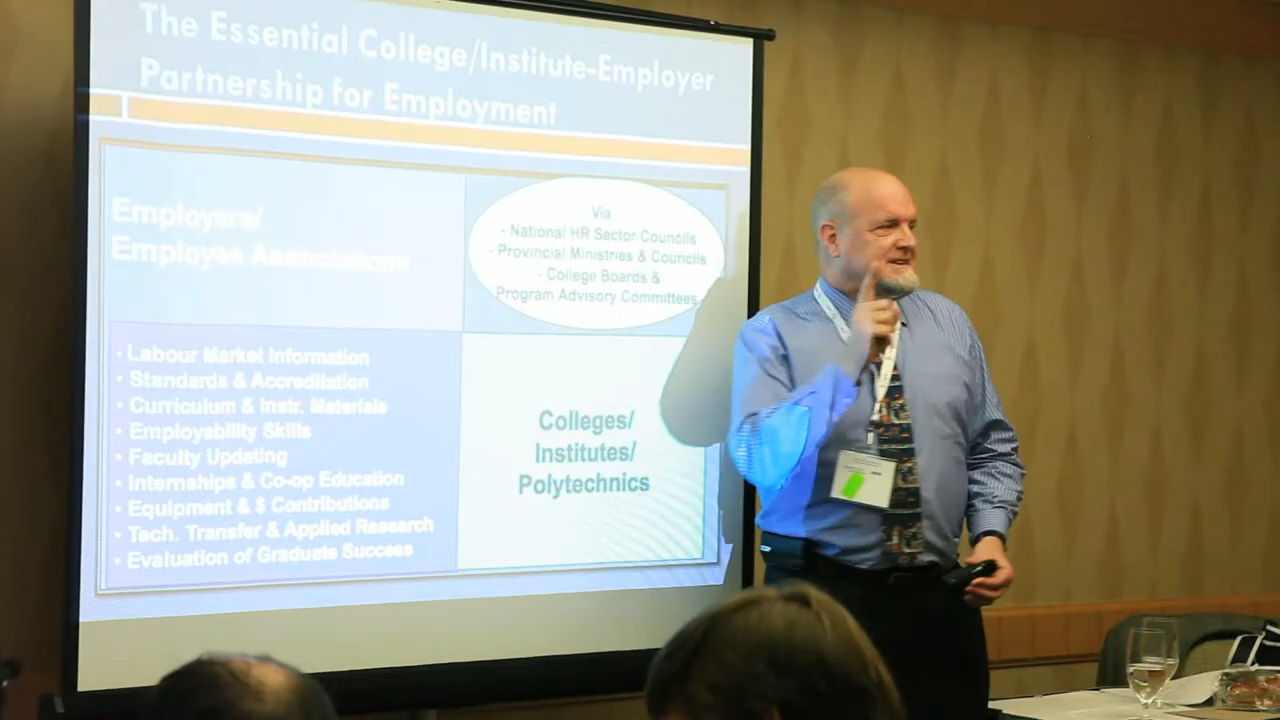 The Essential College/Institute-Employer
Partnership for Employment
Employers/
Employee Associations
Via
- National HR Sector Councils
- Provincial Ministries & Councils
- College Boards &
Program Advisory Committees
• Labour Market Information
• Standards & Accreditation
• Curriculum & Instr. Materials
• Employability Skills
• Faculty Updating
• Internships & Co-op Education
• Equipment & $ Contributions
• Tech. Transfer & Applied Research
• Evaluation of Graduate Success
Colleges/
Institutes/
Polytechnics